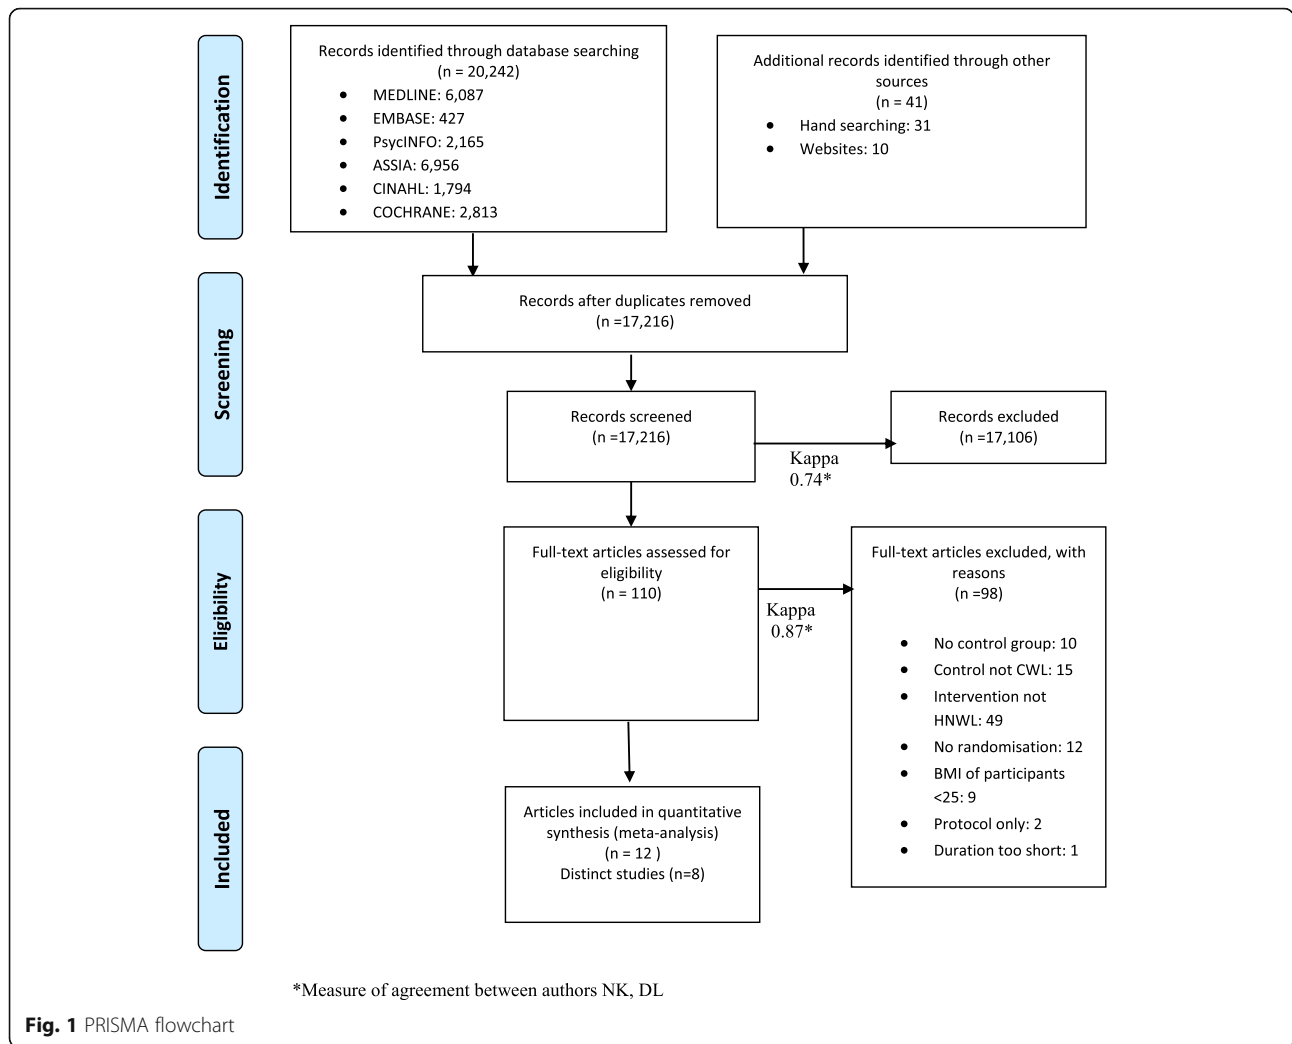 Identification
Records identified through database searching
(n = 20,242)
● MEDLINE: 6,087
● EMBASE: 427
● PsycINFO: 2,165
● ASSIA: 6,956
● CINAHL: 1,794
● COCHRANE: 2,813
Additional records identified through other
sources
(n = 41)
● Hand searching: 31
● Websites: 10
Screening
Records after duplicates removed
(n =17,216)
Records screened
(n =17,216)
Kappa
0.74*
Records excluded
(n =17,106)
Eligibility
Full-text articles assessed for
eligibility
(n = 110)
Kappa
0.87*
Full-text articles excluded, with
reasons
(n =98)
● No control group: 10
● Control not CWL: 15
● Intervention not
HNWL: 49
● No randomisation: 12
● BMI of participants
<25: 9
● Protocol only: 2
● Duration too short: 1
Included
Articles included in quantitative
synthesis (meta-analysis)
(n = 12 )
Distinct studies (n=8)
*Measure of agreement between authors NK, DL
Fig. 1 PRISMA flowchart